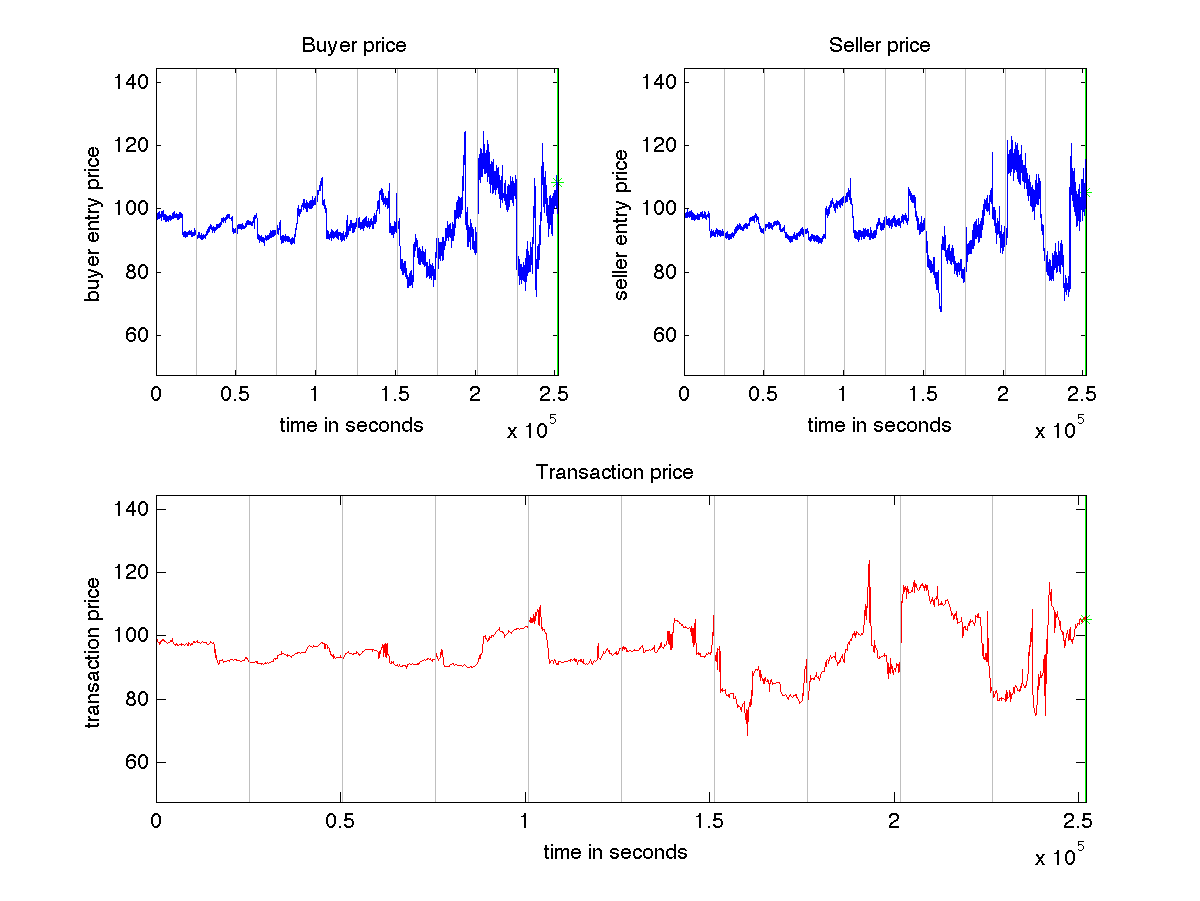 Buyer price
140
120
100
80
60
buyer entry price
0 0.5 1 1.5 2 2.5
time in seconds
x 10^5
Seller price
140
120
100
80
60
seller entry price
0 0.5 1 1.5 2 2.5
time in seconds
x 10^5
Transaction price
140
120
100
80
60
transaction price
0 0.5 1 1.5 2 2.5
time in seconds
x 10^5